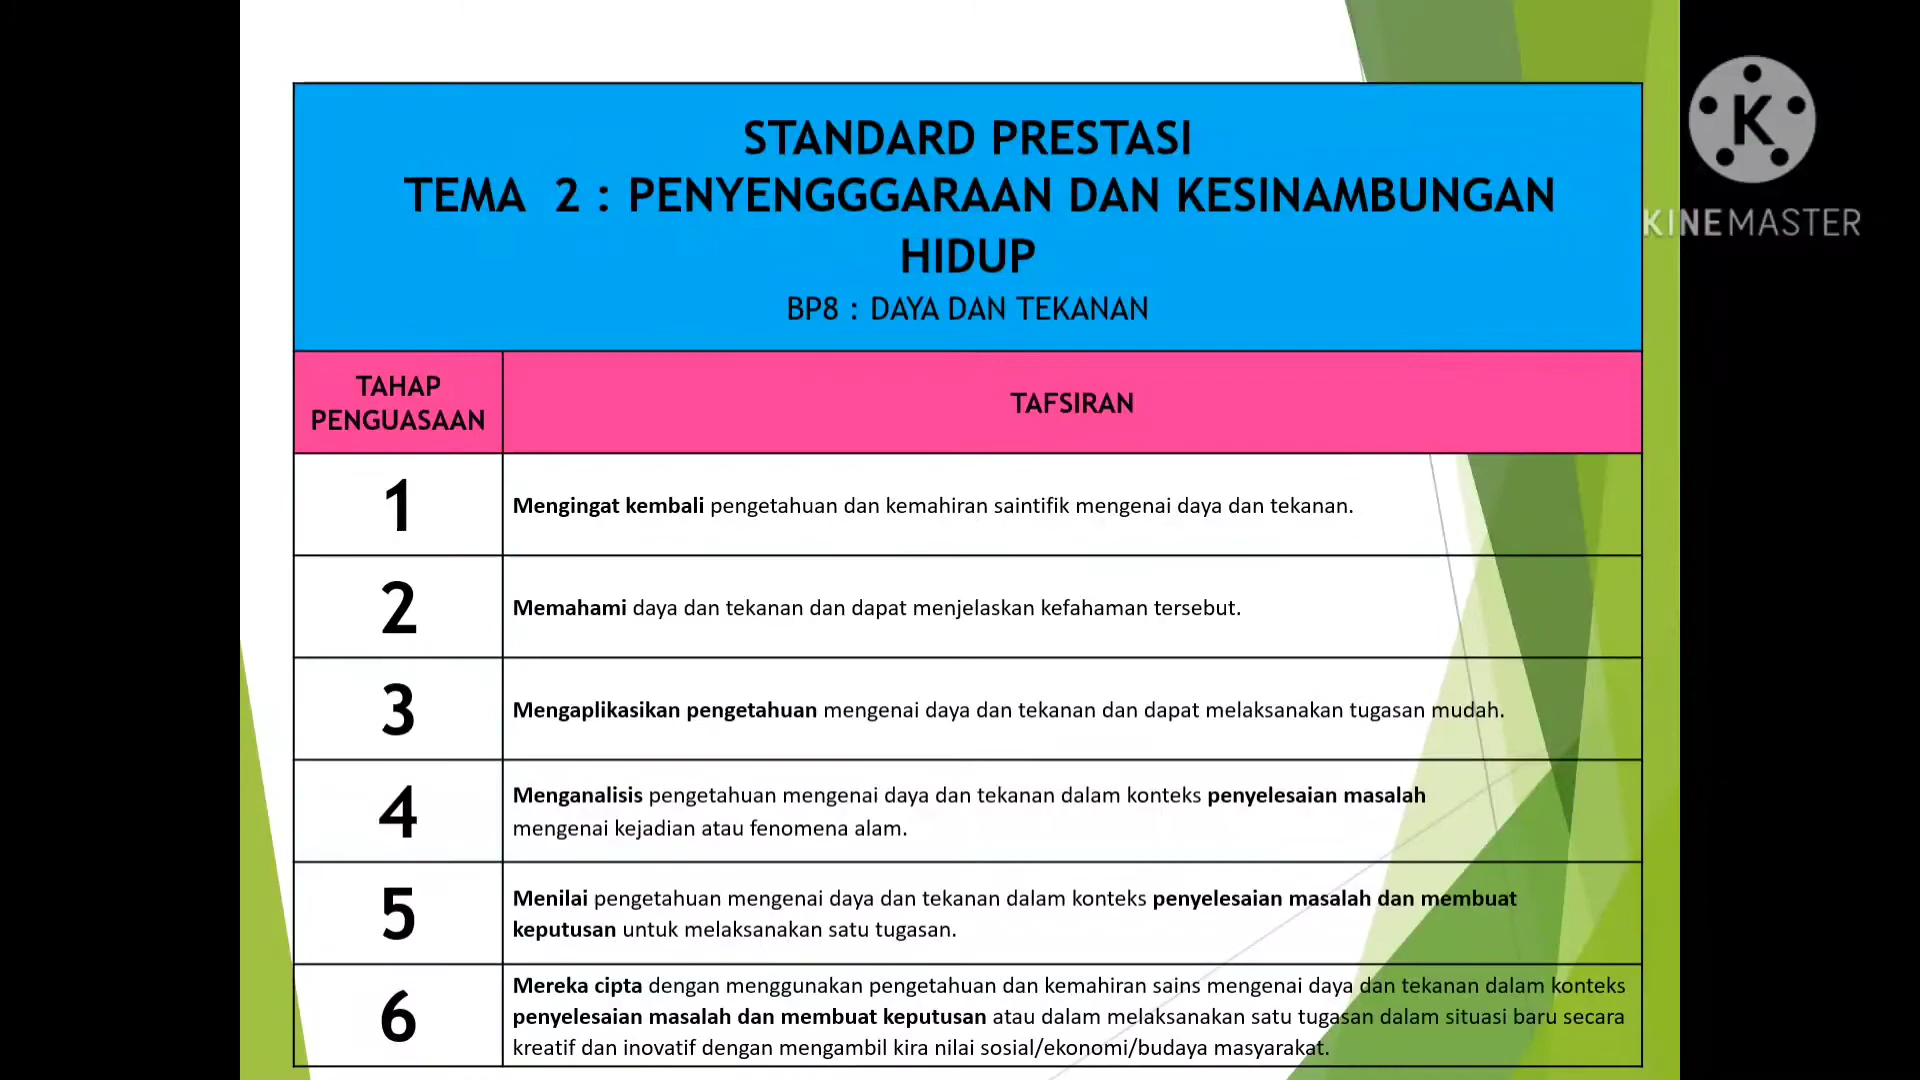 STANDARD PRESTASI
TEMA 2 : PENYENGGGARAAN DAN KESINAMBUNGAN
HIDUP
BP8 : DAYA DAN TEKANAN
K
KINEMASTER
TAHAP
PENGUASAAN
TAFSIRAN
1
Mengingat kembali pengetahuan dan kemahiran saintifik mengenai daya dan tekanan.
2
Memahami daya dan tekanan dan dapat menjelaskan kefahaman tersebut.
3
Mengaplikasikan pengetahuan mengenai daya dan tekanan dan dapat melaksanakan tugasan mudah.
4
Menganalisis pengetahuan mengenai daya dan tekanan dalam konteks penyelesaian masalah
mengenai kejadian atau fenomena alam.
5
Menilai pengetahuan mengenai daya dan tekanan dalam konteks penyelesaian masalah dan membuat
keputusan untuk melaksanakan satu tugasan.
6
Mereka cipta dengan menggunakan pengetahuan dan kemahiran sains mengenai daya dan tekanan dalam konteks
penyelesaian masalah dan membuat keputusan atau dalam melaksanakan satu tugasan dalam situasi baru secara
kreatif dan inovatif dengan mengambil kira nilai sosial/ekonomi/budaya masyarakat.